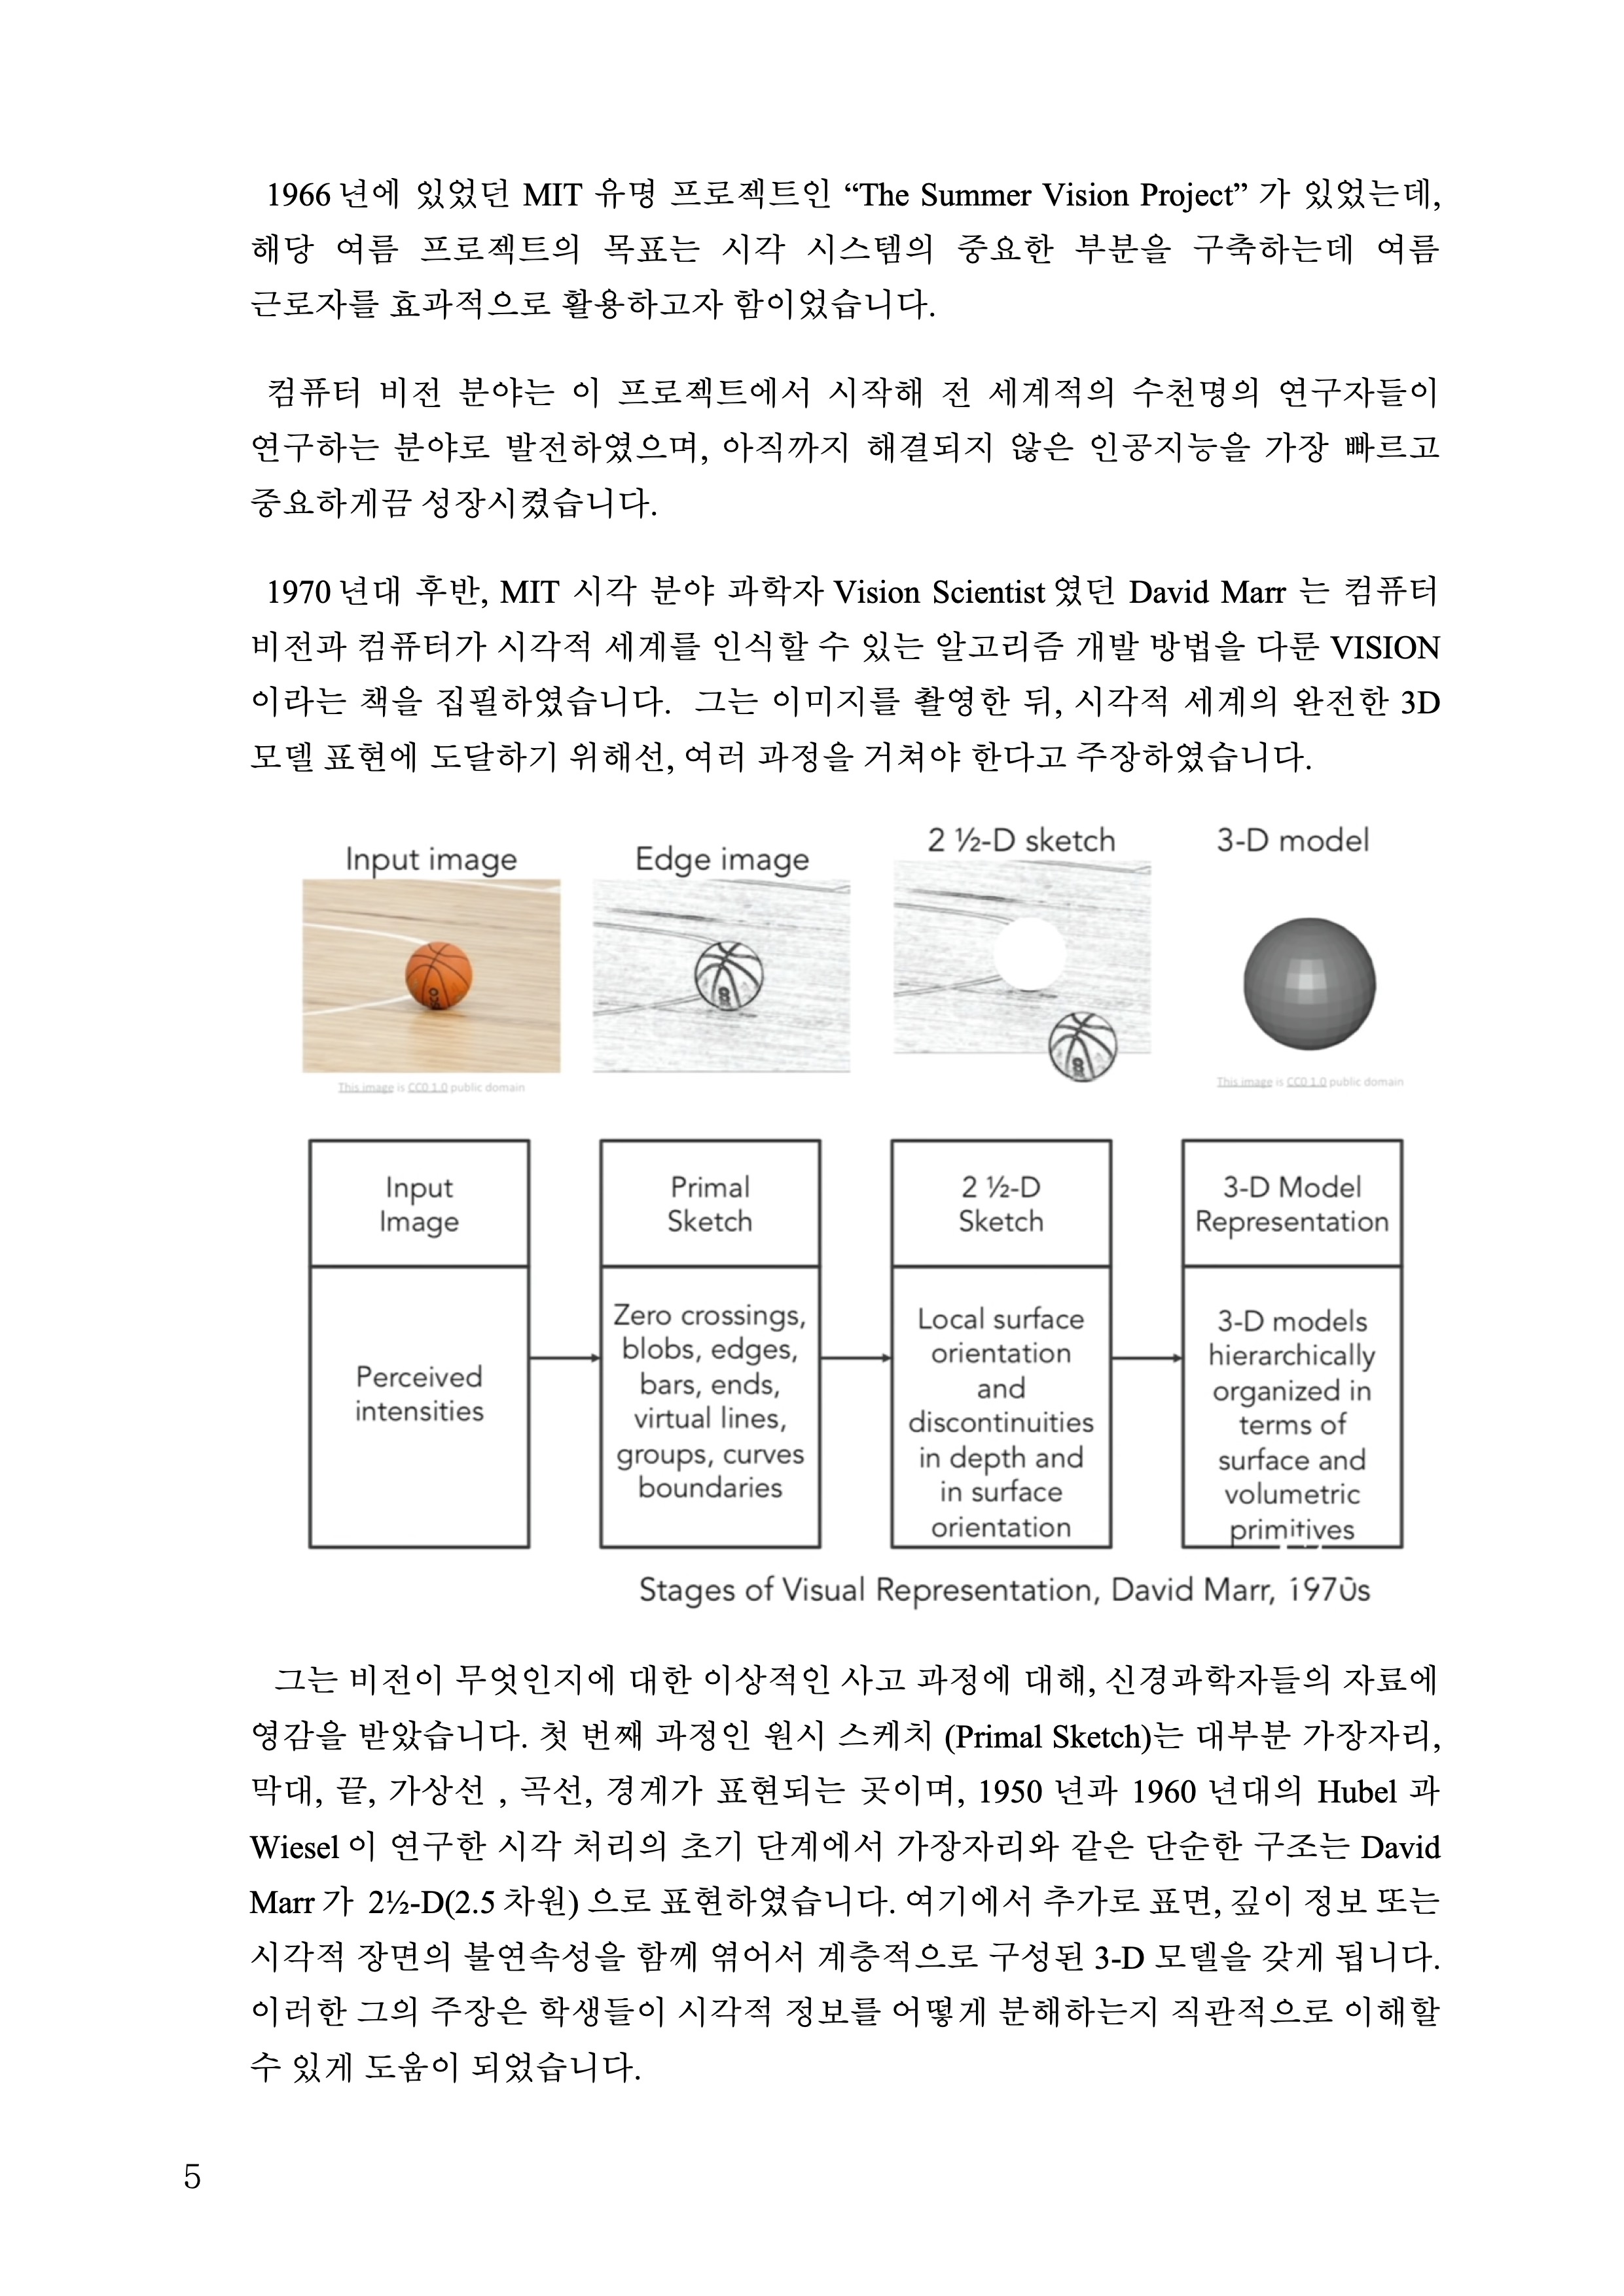 1966년에 있었던 MIT 유명 프로젝트인 “The Summer Vision Project” 가 있었는데,
해당 여름 프로젝트의 목표는 시각 시스템의 중요한 부분을 구축하는데 여름
근로자를 효과적으로 활용하고자 함이었습니다.
컴퓨터 비전 분야는 이 프로젝트에서 시작해 전 세계적의 수천명의 연구자들이
연구하는 분야로 발전하였으며, 아직까지 해결되지 않은 인공지능을 가장 빠르고
중요하게끔 성장시켰습니다.
1970년대 후반, MIT 시각 분야 과학자 Vision Scientist였던 David Marr 는 컴퓨터
비전과 컴퓨터가 시각적 세계를 인식할 수 있는 알고리즘 개발 방법을 다룬 VISION
이라는 책을 집필하였습니다. 그는 이미지를 촬영한 뒤, 시각적 세계의 완전한 3D
모델 표현에 도달하기 위해선, 여러 과정을 거쳐야 한다고 주장하였습니다.
Input image
Edge image
2 ½-D sketch
3-D model
This image is CC0 1.0 public domain
This image is CC0 1.0 public domain
Input
Image
Perceived
intensities
Primal
Sketch
Zero crossings,
blobs, edges,
bars, ends,
virtual lines,
groups, curves
boundaries
2 ½-D
Sketch
Local surface
orientation
and
discontinuities
in depth and
in surface
orientation
3-D Model
Representation
3-D models
hierarchically
organized in
terms of
surface and
volumetric
primitives
Stages of Visual Representation, David Marr, 1970s
그는 비전이 무엇인지에 대한 이상적인 사고 과정에 대해, 신경과학자들의 자료에
영감을 받았습니다. 첫 번째 과정인 원시 스케치 (Primal Sketch)는 대부분 가장자리,
막대, 끝, 가상선 , 곡선, 경계가 표현되는 곳이며, 1950 년과 1960 년대의 Hubel 과
Wiesel 이 연구한 시각 처리의 초기 단계에서 가장자리와 같은 단순한 구조는 David
Marr 가 2½-D(2.5 차원) 으로 표현하였습니다. 여기에서 추가로 표면, 깊이 정보 또는
시각적 장면의 불연속성을 함께 엮어서 계층적으로 구성된 3-D 모델을 갖게 됩니다.
이러한 그의 주장은 학생들이 시각적 정보를 어떻게 분해하는지 직관적으로 이해할
수 있게 도움이 되었습니다.
5